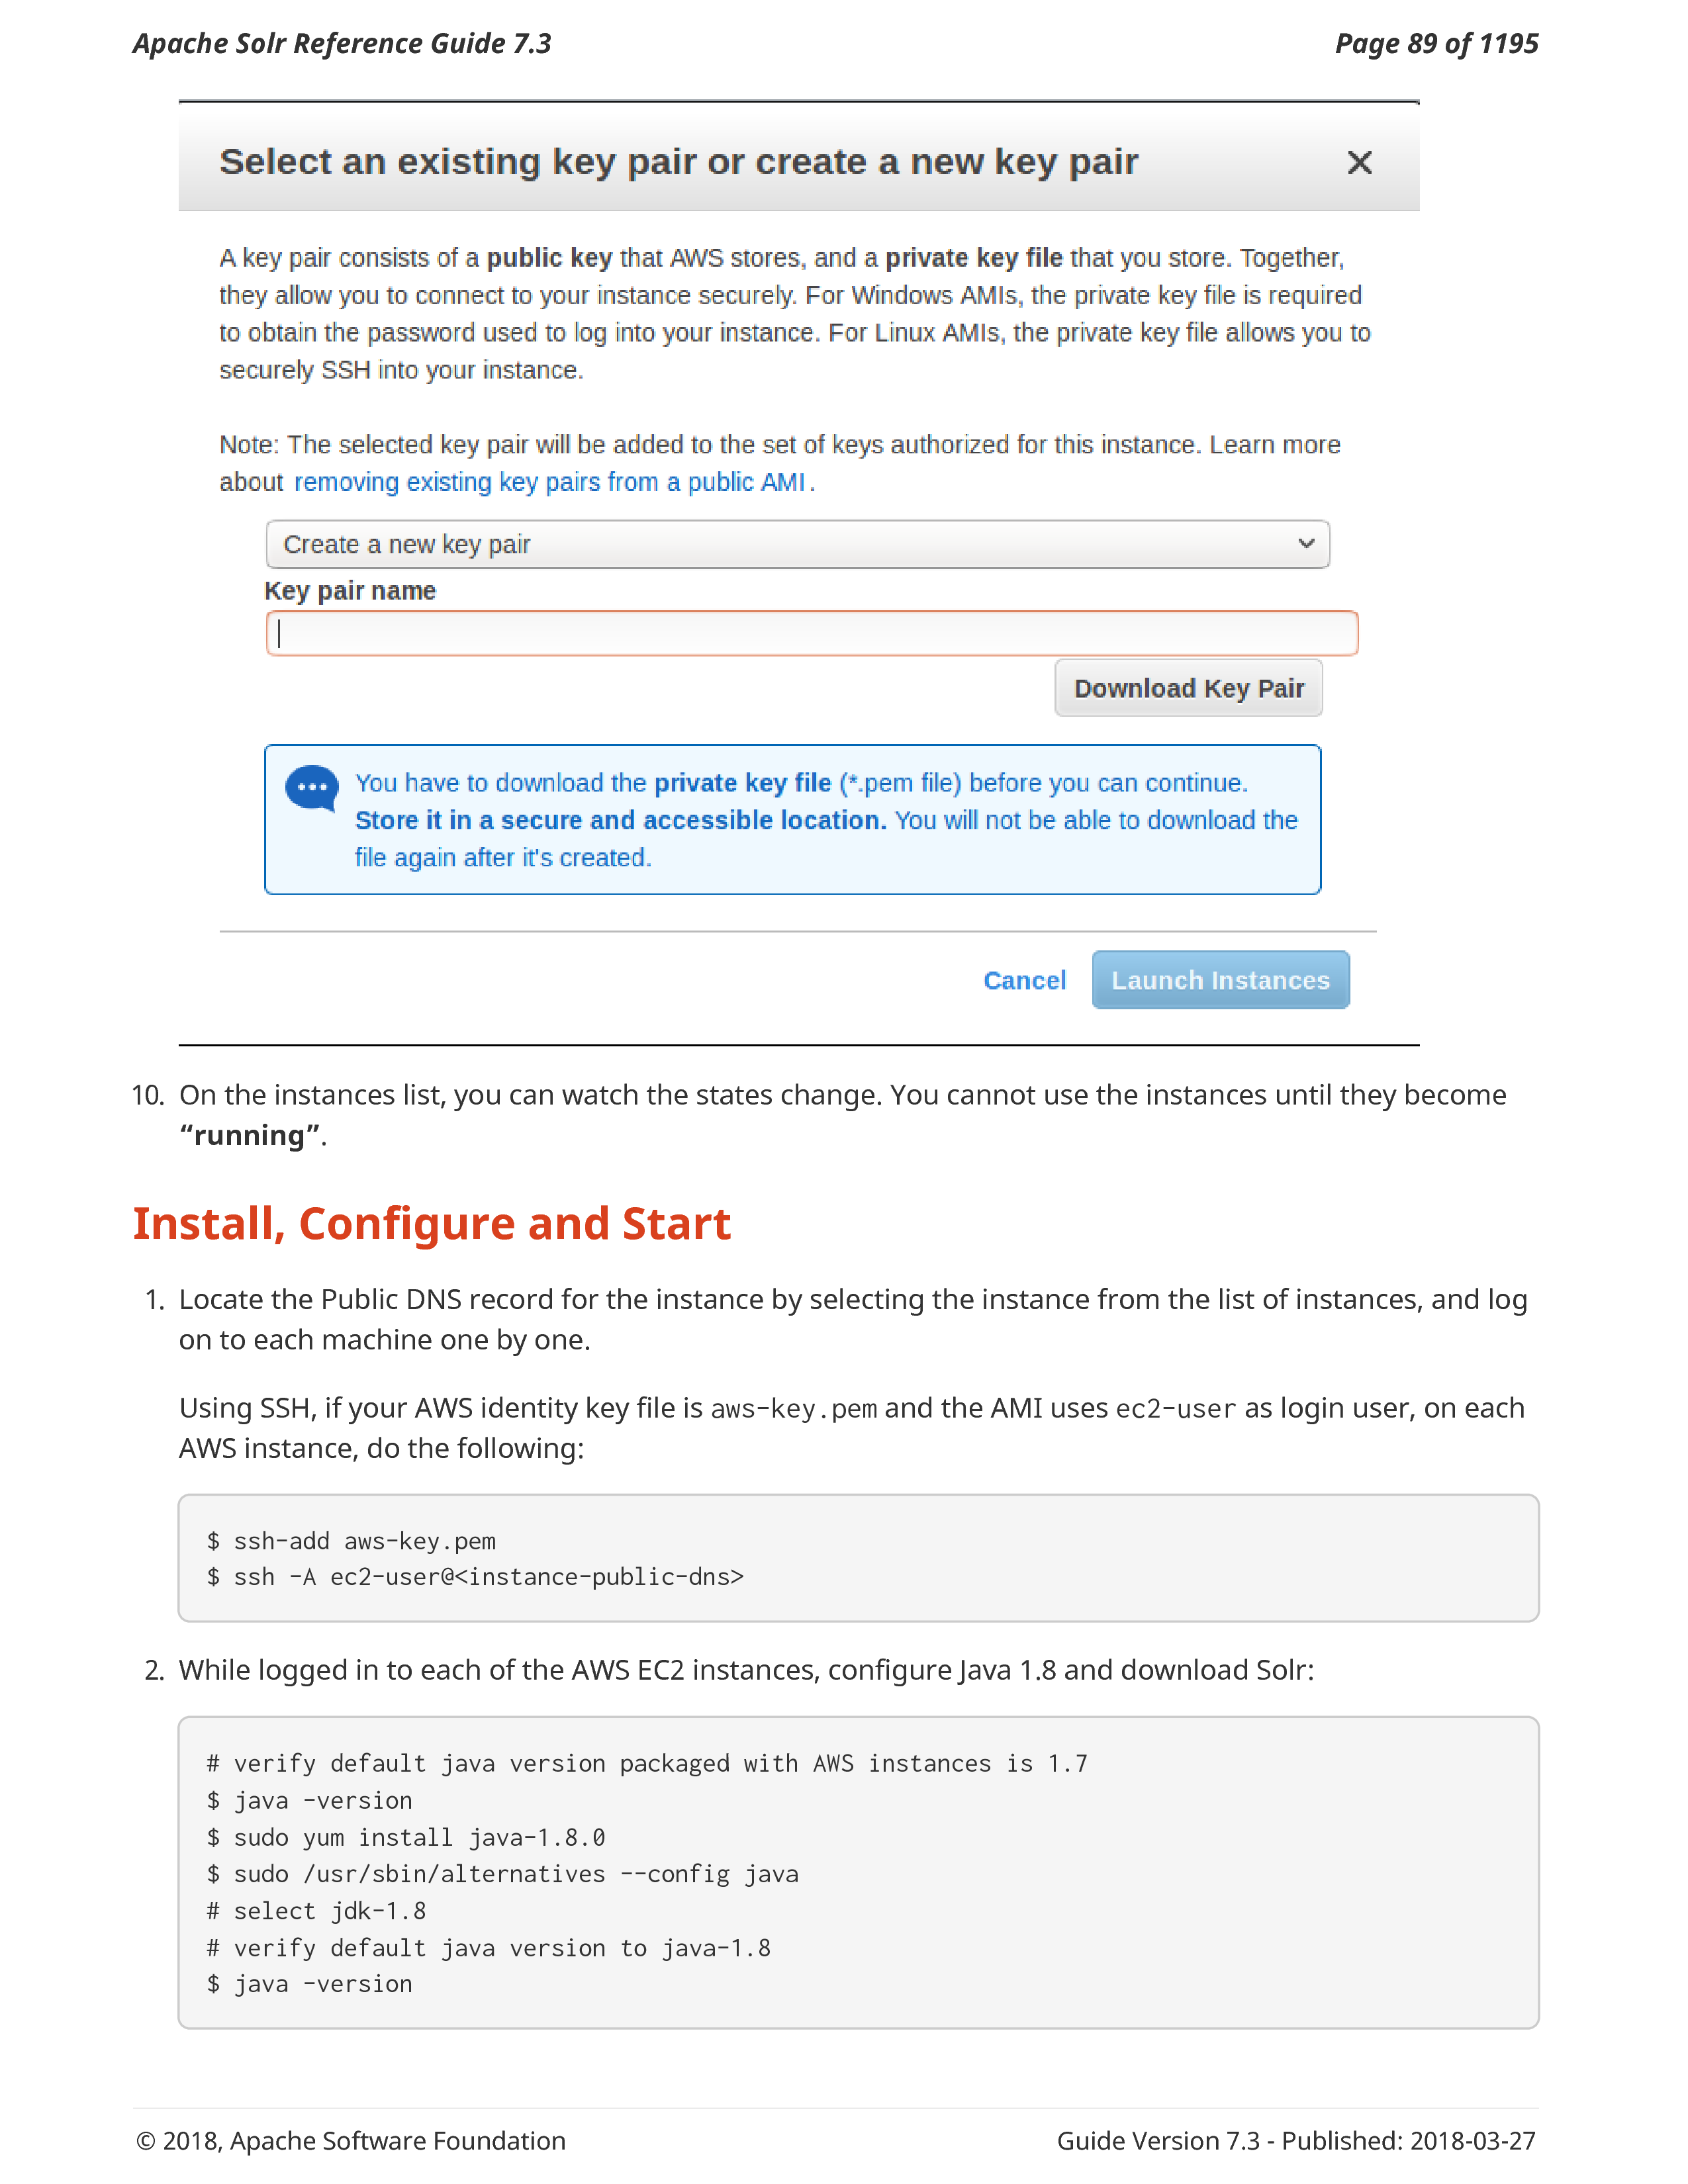 Apache Solr Reference Guide 7.3 Page 89 of 1195
Select an existing key pair or create a new key pair
A key pair consists of a public key that AWS stores, and a private key file that you store. Together,
they allow you to connect to your instance securely. For Windows AMIs, the private key file is required
to obtain the password used to log into your instance. For Linux AMIs, the private key file allows you to
securely SSH into your instance.
Note: The selected key pair will be added to the set of keys authorized for this instance. Learn more
about removing existing key pairs from a public AMI.
Create a new key pair
Key pair name
Download Key Pair
You have to download the private key file (*.pem file) before you can continue.
Store it in a secure and accessible location. You will not be able to download the
file again after it's created.
Cancel Launch Instances
10. On the instances list, you can watch the states change. You cannot use the instances until they become
“running”.
Install, Configure and Start
1. Locate the Public DNS record for the instance by selecting the instance from the list of instances, and log
on to each machine one by one.
Using SSH, if your AWS identity key file is aws-key.pem and the AMI uses ec2-user as login user, on each
AWS instance, do the following:
$ ssh-add aws-key.pem
$ ssh -A ec2-user@<instance-public-dns>
2. While logged in to each of the AWS EC2 instances, configure Java 1.8 and download Solr:
# verify default java version packaged with AWS instances is 1.7
$ java -version
$ sudo yum install java-1.8.0
$ sudo /usr/sbin/alternatives --config java
# select jdk-1.8
# verify default java version to java-1.8
$ java -version
© 2018, Apache Software Foundation Guide Version 7.3 - Published: 2018-03-27